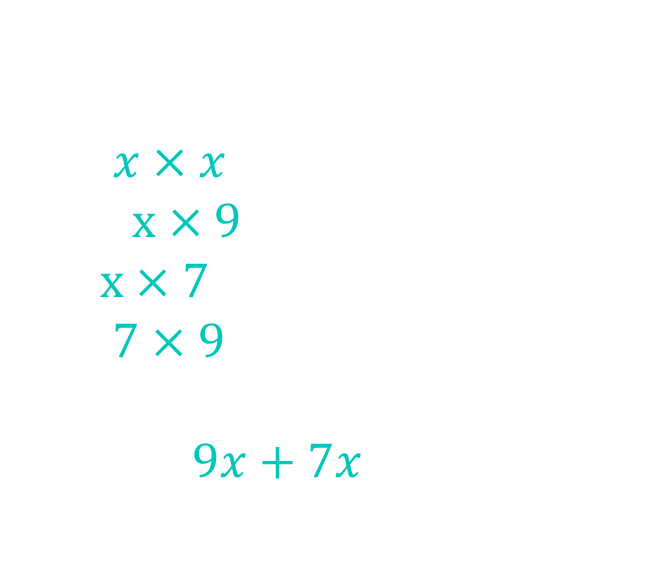 x × x
x × 9
x × 7
7 × 9
9x + 7x